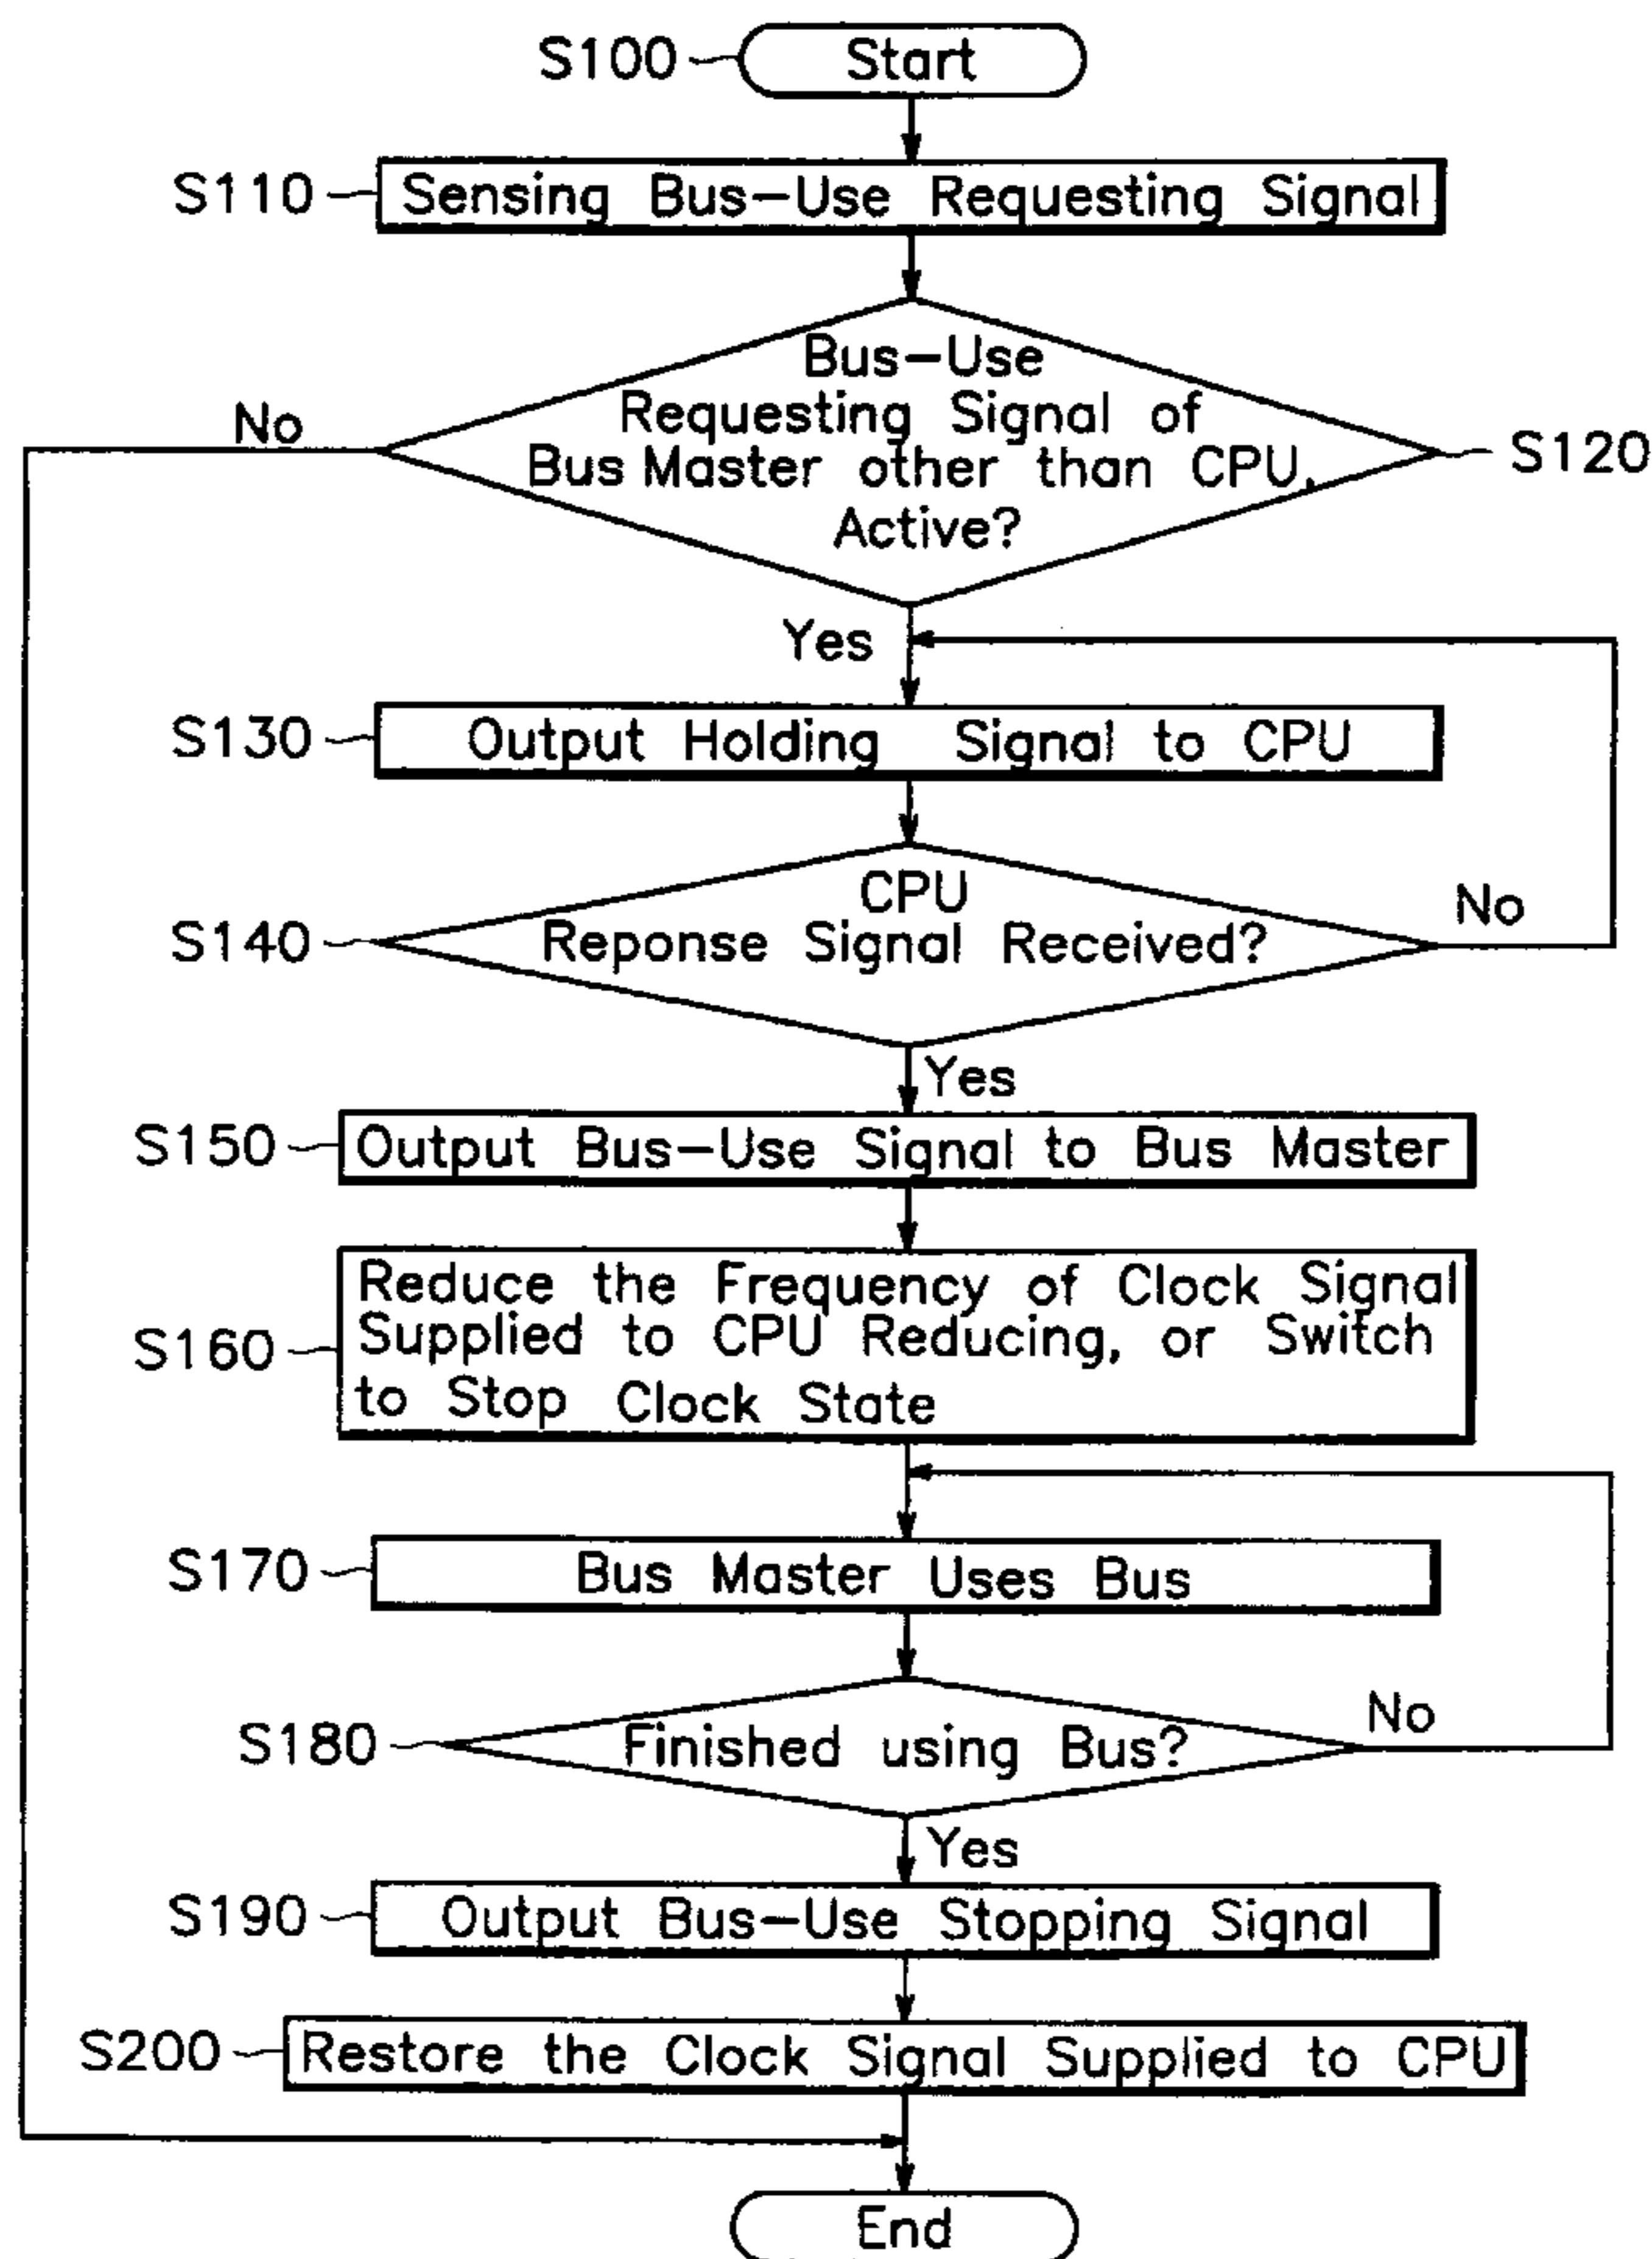 S100 Start
S110 Sensing Bus-Use Requesting Signal
Bus-Use
Requesting Signal of
Bus Master other than CPU,
Active?
No
S120
Yes
S130 Output Holding Signal to CPU
CPU
S140 Reponse Signal Received?
No
Yes
S150 Output Bus-Use Signal to Bus Master
Reduce the Frequency of Clock Signal
S160 Supplied to CPU Reducing, or Switch
to Stop Clock State
S170 Bus Master Uses Bus
S180 Finished using Bus?
No
Yes
S190 Output Bus-Use Stopping Signal
S200 Restore the Clock Signal Supplied to CPU
End